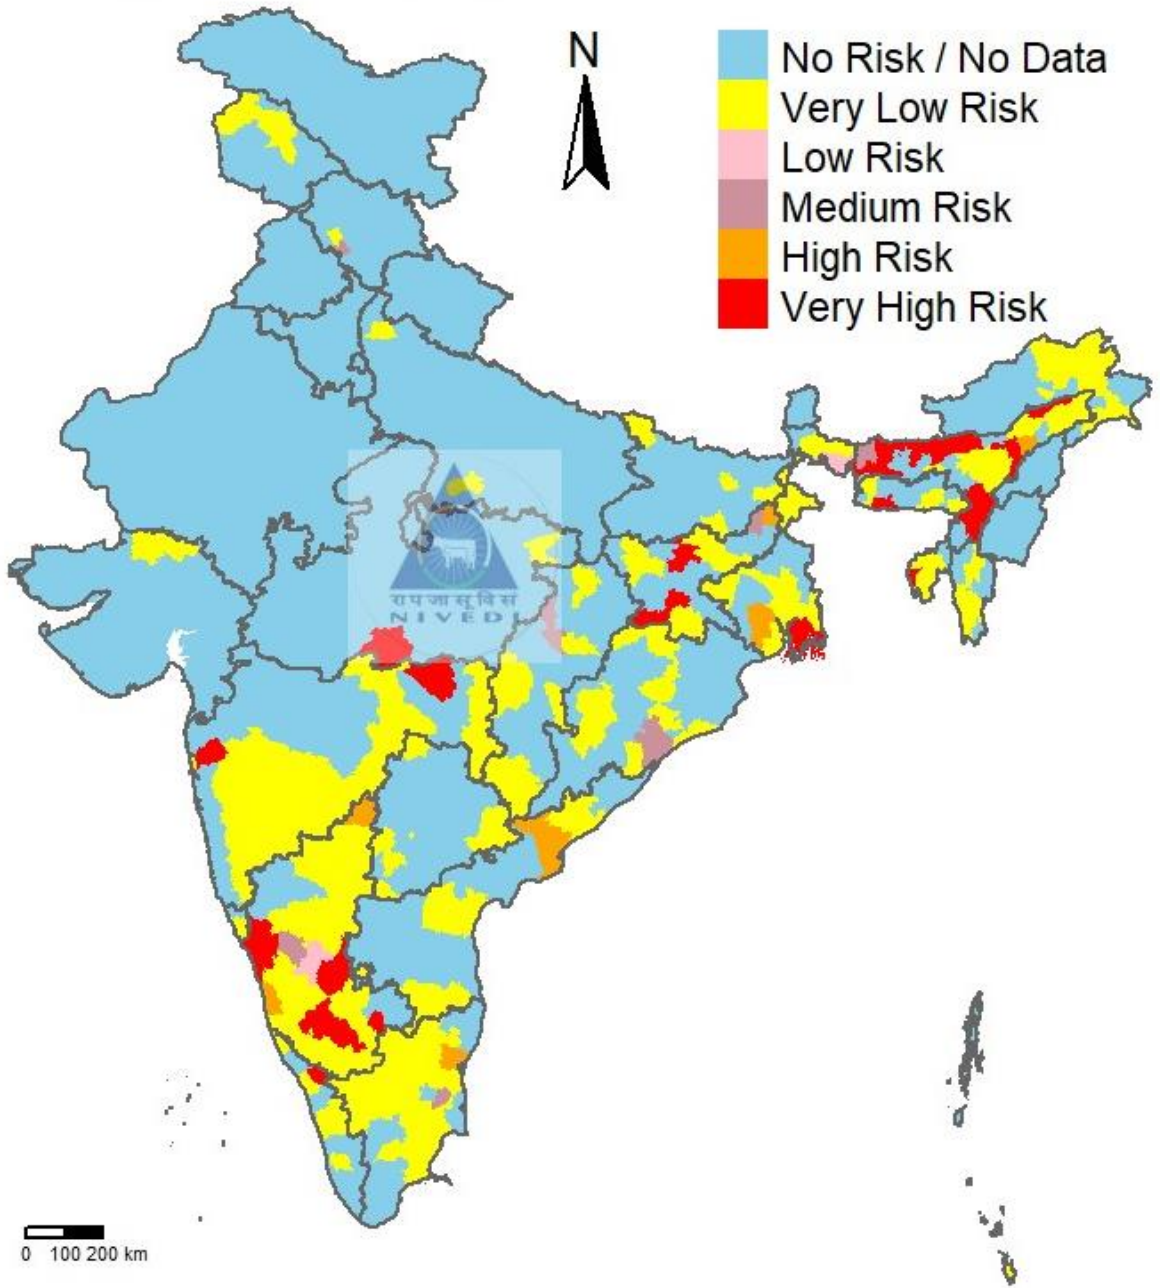 N
No Risk / No Data
Very Low Risk
Low Risk
Medium Risk
High Risk
Very High Risk
NIVEDI
0 100 200 km